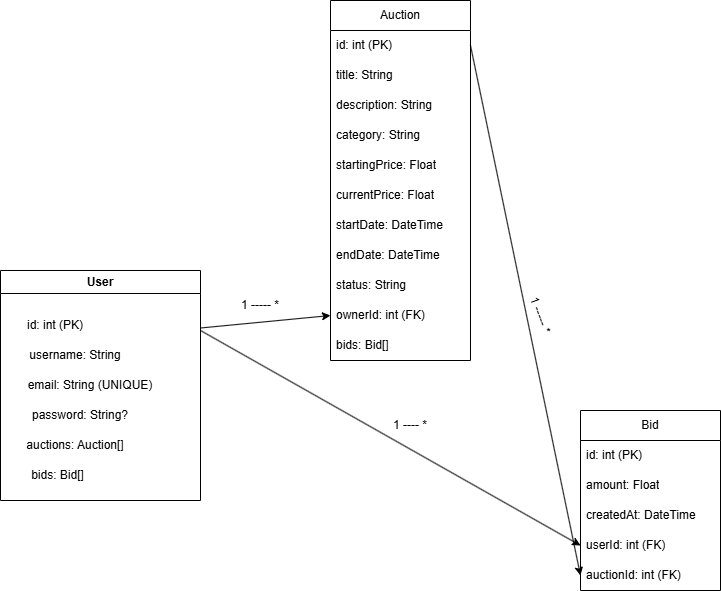 Auction
id: int (PK)
title: String
description: String
category: String
startingPrice: Float
currentPrice: Float
startDate: DateTime
endDate: DateTime
status: String
ownerId: int (FK)
bids: Bid[]
User
id: int (PK)
username: String
email: String (UNIQUE)
password: String?
auctions: Auction[]
bids: Bid[]
1 ----- *
1 ----- *
1 ---- *
Bid
id: int (PK)
amount: Float
createdAt: DateTime
userId: int (FK)
auctionId: int (FK)